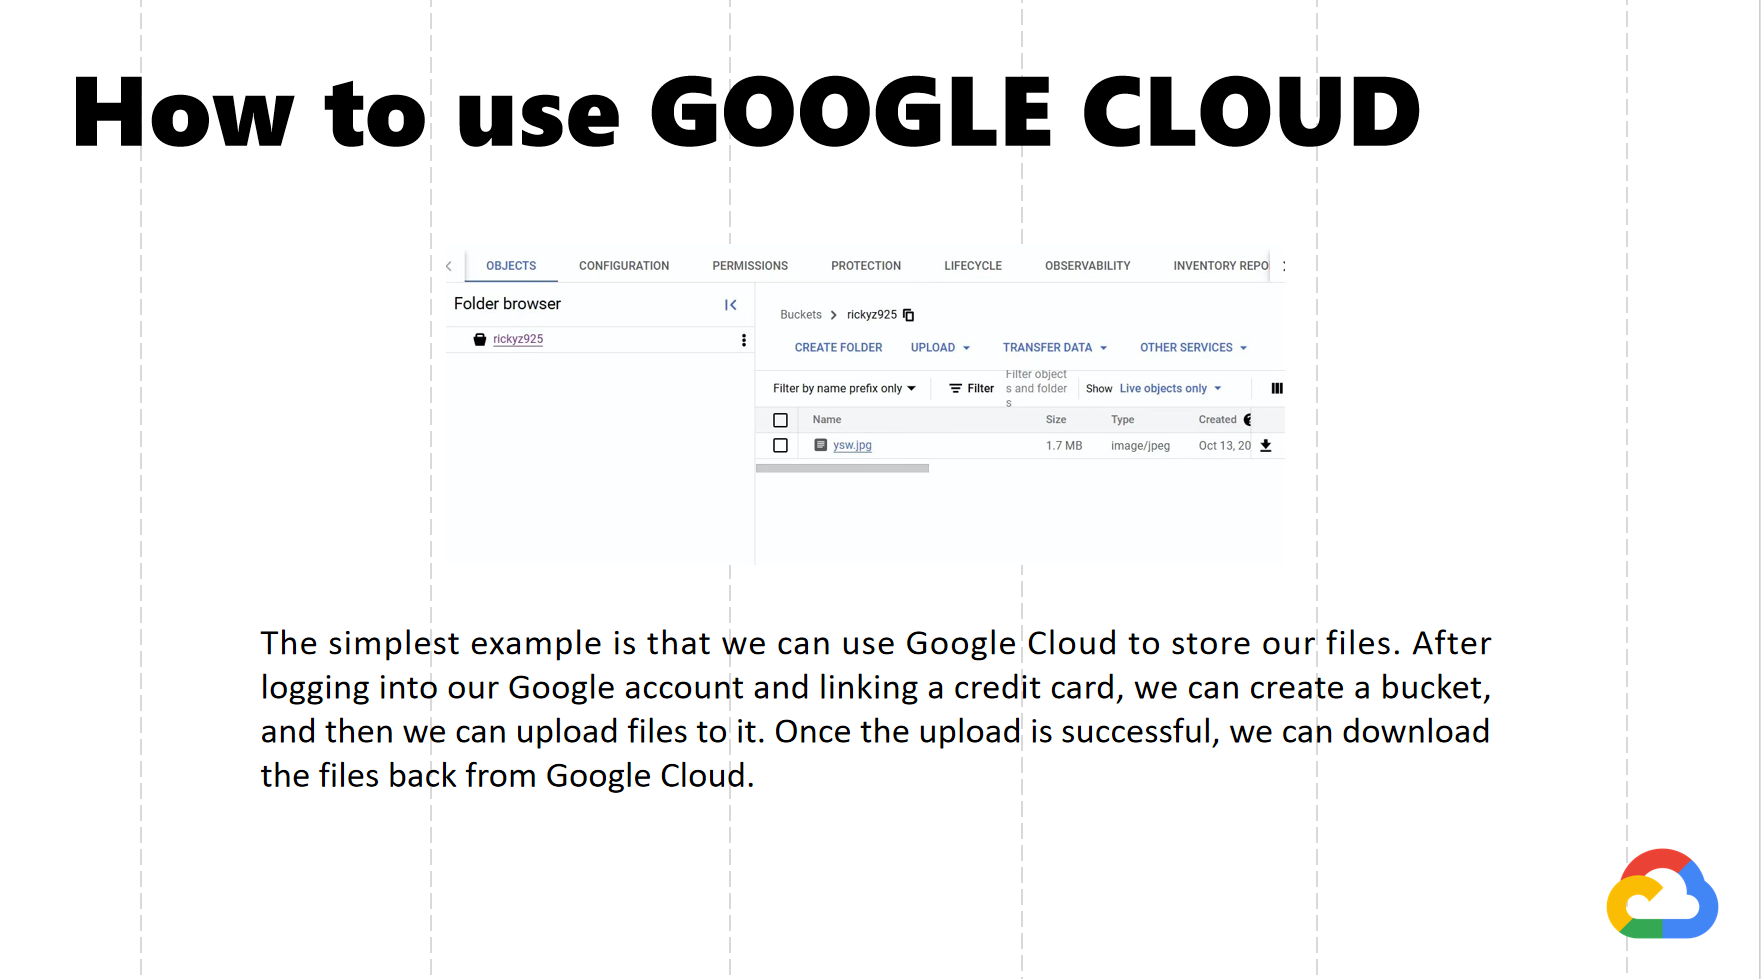 How to use GOOGLE CLOUD
OBJECTS CONFIGURATION PERMISSIONS PROTECTION LIFECYCLE OBSERVABILITY INVENTORY REPO
Folder browser
rickyz925
Buckets rickyz925
CREATE FOLDER UPLOAD TRANSFER DATA OTHER SERVICES
Filter by name prefix only Filter Filter object
s and folder
s
Show Live objects only
Name Size Type Created
ysw.jpg 1.7 MB image/jpeg Oct 13, 20
The simplest example is that we can use Google Cloud to store our files. After
logging into our Google account and linking a credit card, we can create a bucket,
and then we can upload files to it. Once the upload is successful, we can download
the files back from Google Cloud.